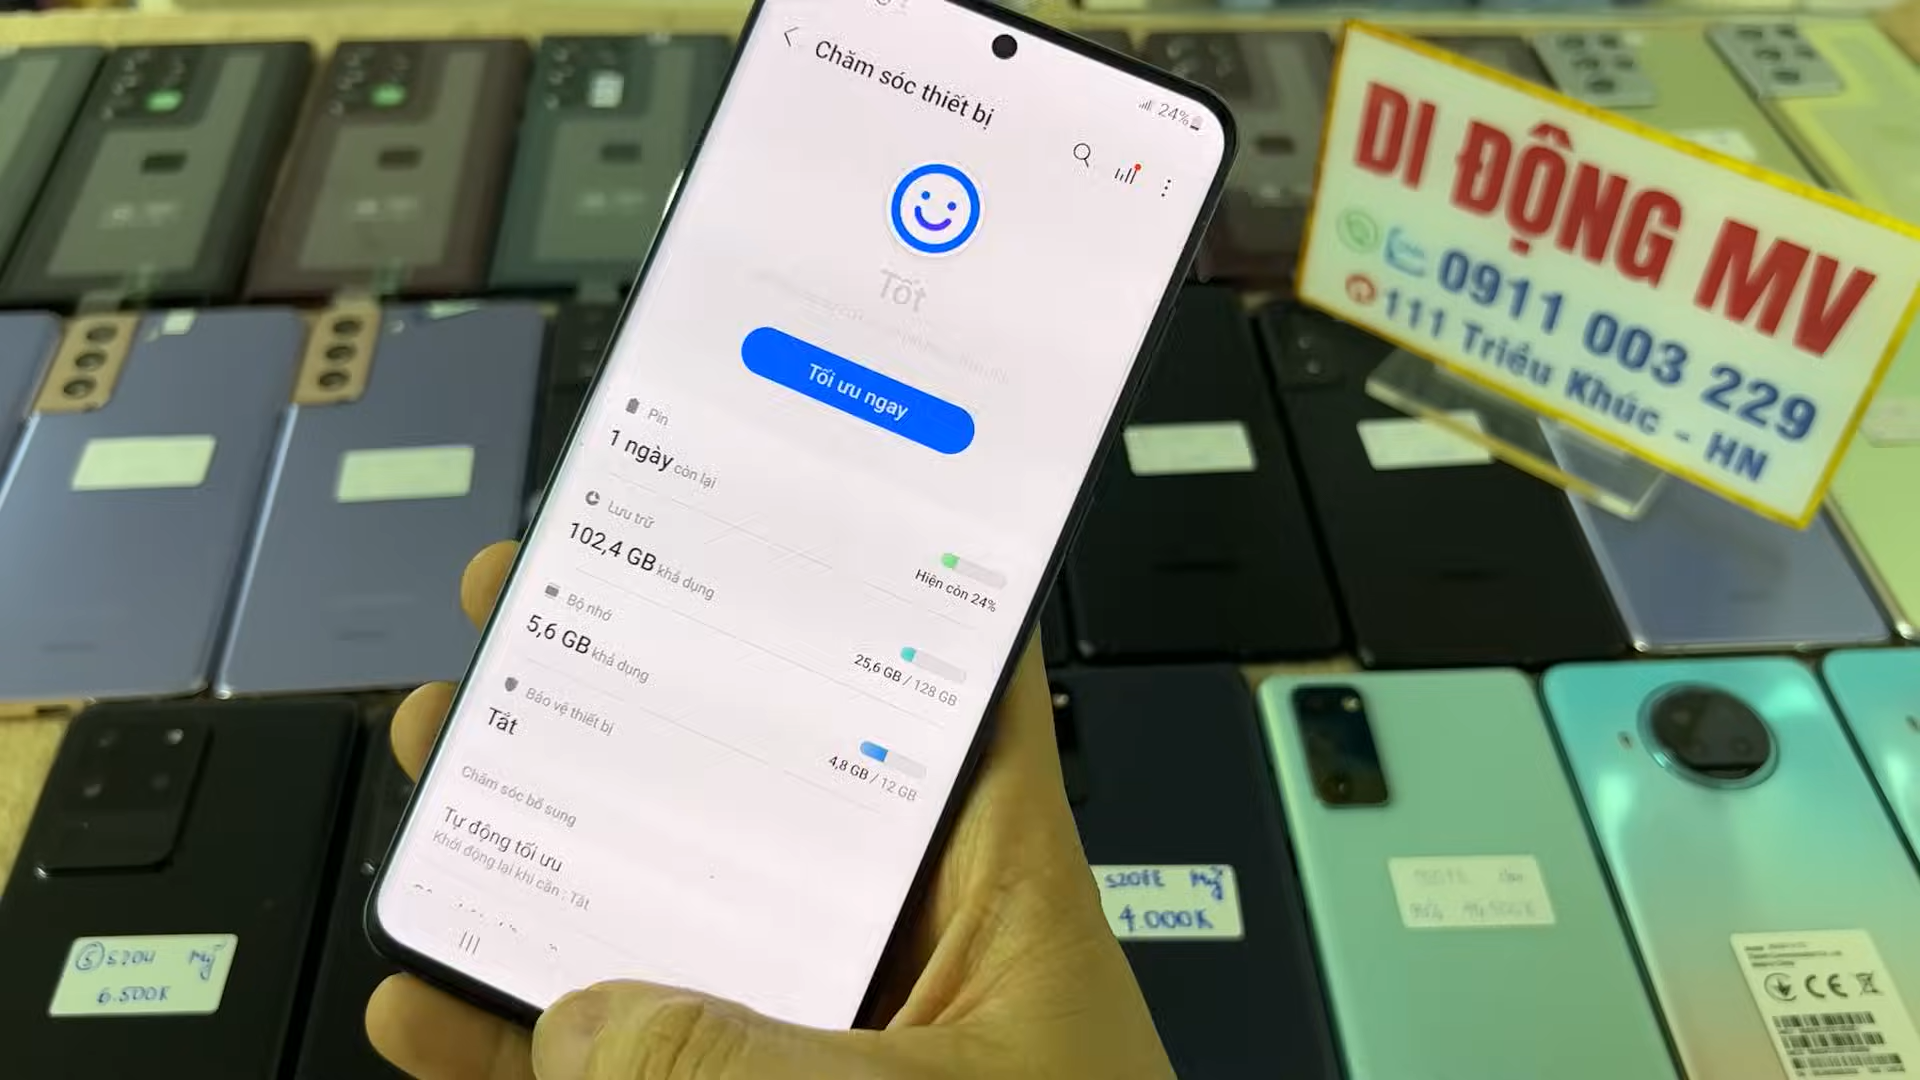 Chăm sóc thiết bị
24%
Tốt
Tối ưu ngay
Pin
1 ngày còn lại
Hiện còn 24%
Lưu trữ
102,4 GB khả dụng
25,6 GB / 128 GB
Bộ nhớ
5,6 GB khả dụng
4,8 GB / 12 GB
Bảo vệ thiết bị
Tắt
Chăm sóc bổ sung
Tự động tối ưu
Khởi động lại khi cần : Tắt
DI ĐỘNG MV
0911 003 229
111 Triều Khúc - HN
S20U Mỹ
6.500K
S20FE Mỹ
4.000K
CE